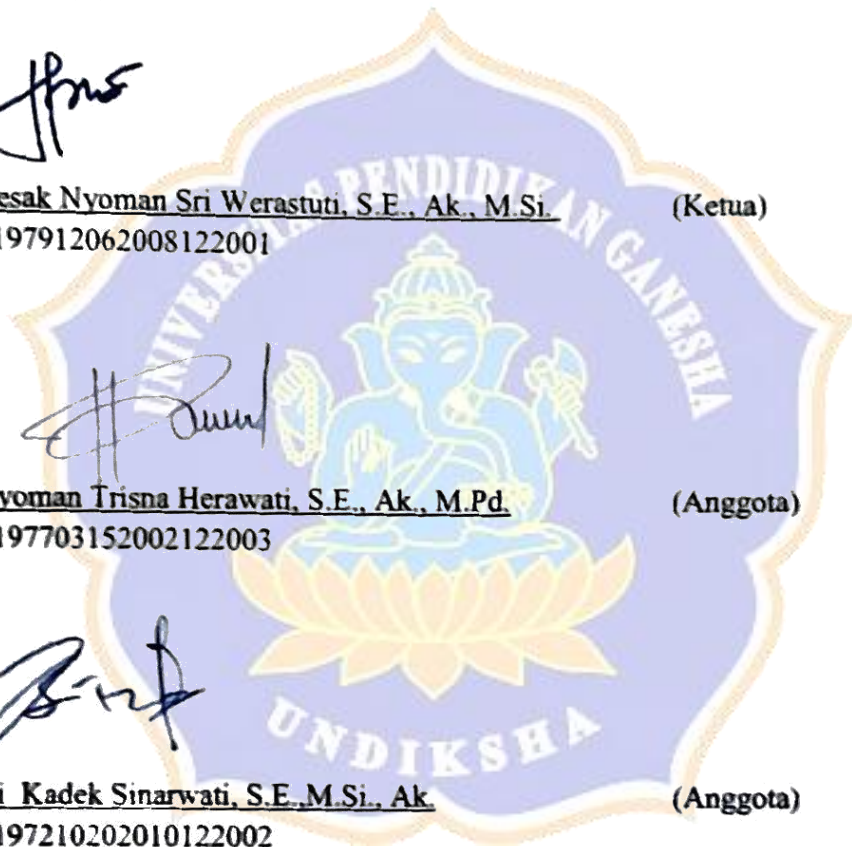 esak Nyoman Sri Werastuti, S.E., Ak., M.Si. (Ketua)
197912062008122001
UNIVERSITAS PENDIDIKAN GANESHA
yoman Trisna Herawati, S.E., Ak., M.Pd. (Anggota)
197703152002122003
UNDIKSHA
i Kadek Sinarwati, S.E.,M.Si., Ak. (Anggota)
197210202010122002